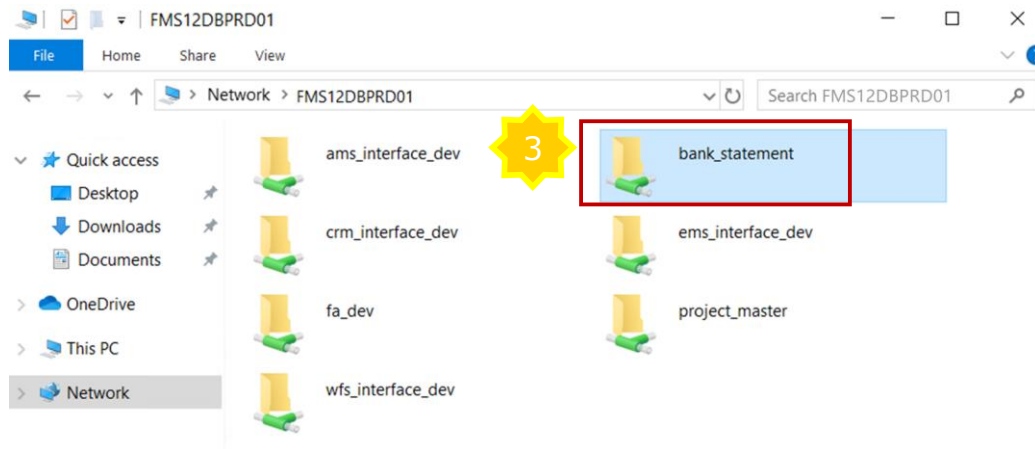 FMS12DBPRD01
File Home Share View
Network > FMS12DBPRD01
Search FMS12DBPRD01
Quick access
Desktop
Downloads
Documents
OneDrive
This PC
Network
ams_interface_dev
3
bank_statement
crm_interface_dev
ems_interface_dev
fa_dev
project_master
wfs_interface_dev